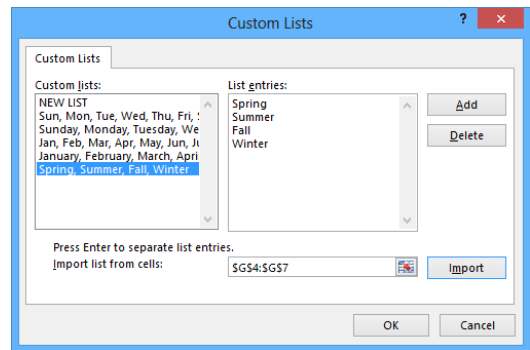 Custom Lists
?
×
Custom Lists
Custom lists:
NEW LIST
Sun, Mon, Tue, Wed, Thu, Fri, S
Sunday, Monday, Tuesday, We
Jan, Feb, Mar, Apr, May, Jun, Ju
January, February, March, Apri
Spring, Summer, Fall, Winter
List entries:
Spring
Summer
Fall
Winter
Add
Delete
Press Enter to separate list entries.
Import list from cells:
$G$4:$G$7
Import
OK
Cancel